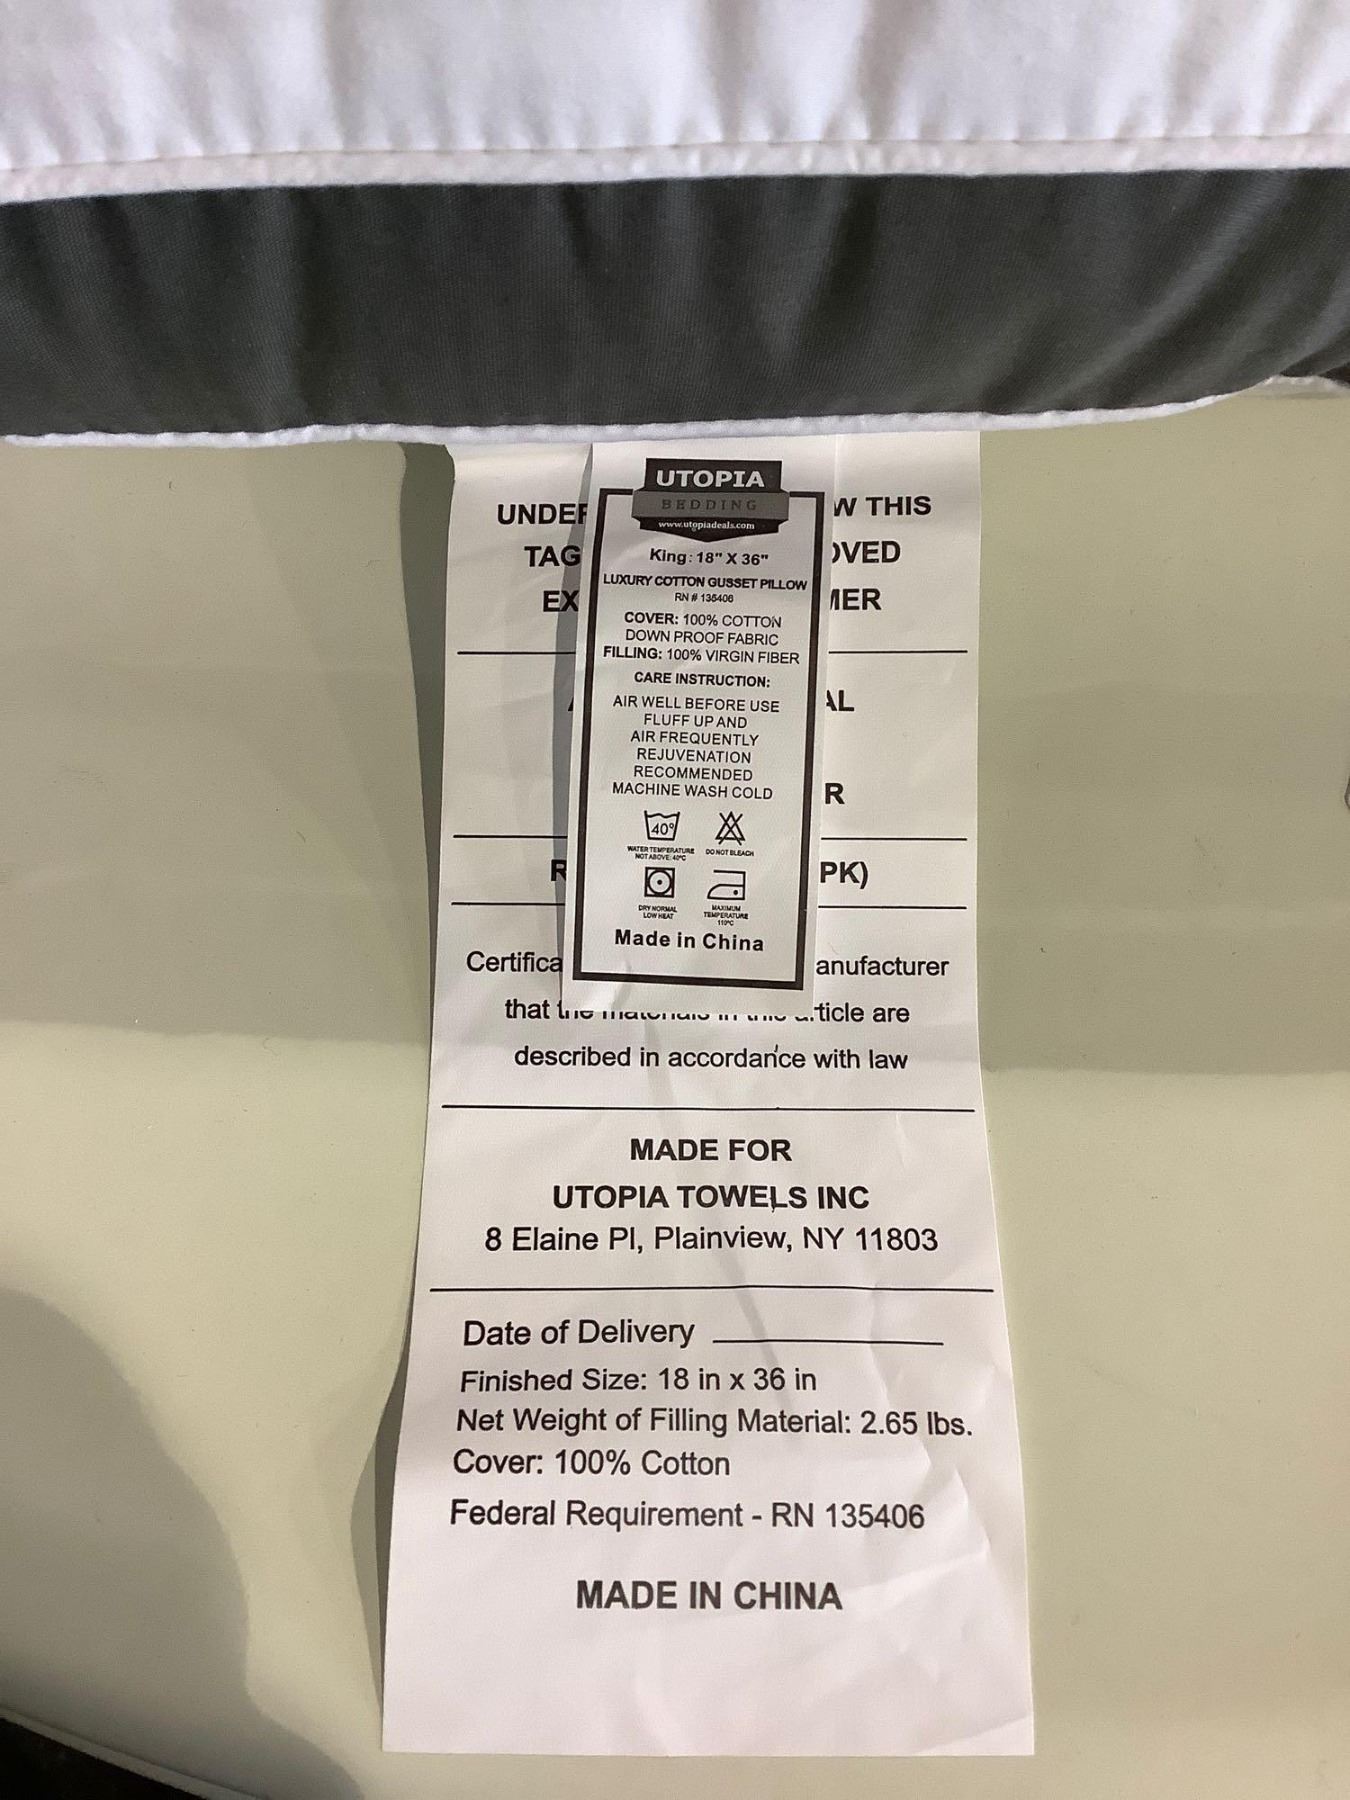 UNDER
W THIS
TAG
OVED
EX
MER
AL
R
R
PK)
Certifica
anufacturer
that the materials in this article are
described in accordance with law
MADE FOR
UTOPIA TOWELS INC
8 Elaine Pl, Plainview, NY 11803
Date of Delivery
Finished Size: 18 in x 36 in
Net Weight of Filling Material: 2.65 lbs.
Cover: 100% Cotton
Federal Requirement - RN 135406
MADE IN CHINA
UTOPIA
BEDDING
www.utopiadeals.com
King: 18" X 36"
LUXURY COTTON GUSSET PILLOW
RN # 135406
COVER: 100% COTTON
DOWN PROOF FABRIC
FILLING: 100% VIRGIN FIBER
CARE INSTRUCTION:
AIR WELL BEFORE USE
FLUFF UP AND
AIR FREQUENTLY
REJUVENATION
RECOMMENDED
MACHINE WASH COLD
40°
WATER TEMPERATURE
NOT ABOVE 40°C
DO NOT BLEACH
DRY NORMAL
LOW HEAT
MAXIMUM
TEMPERATURE
110°C
Made in China